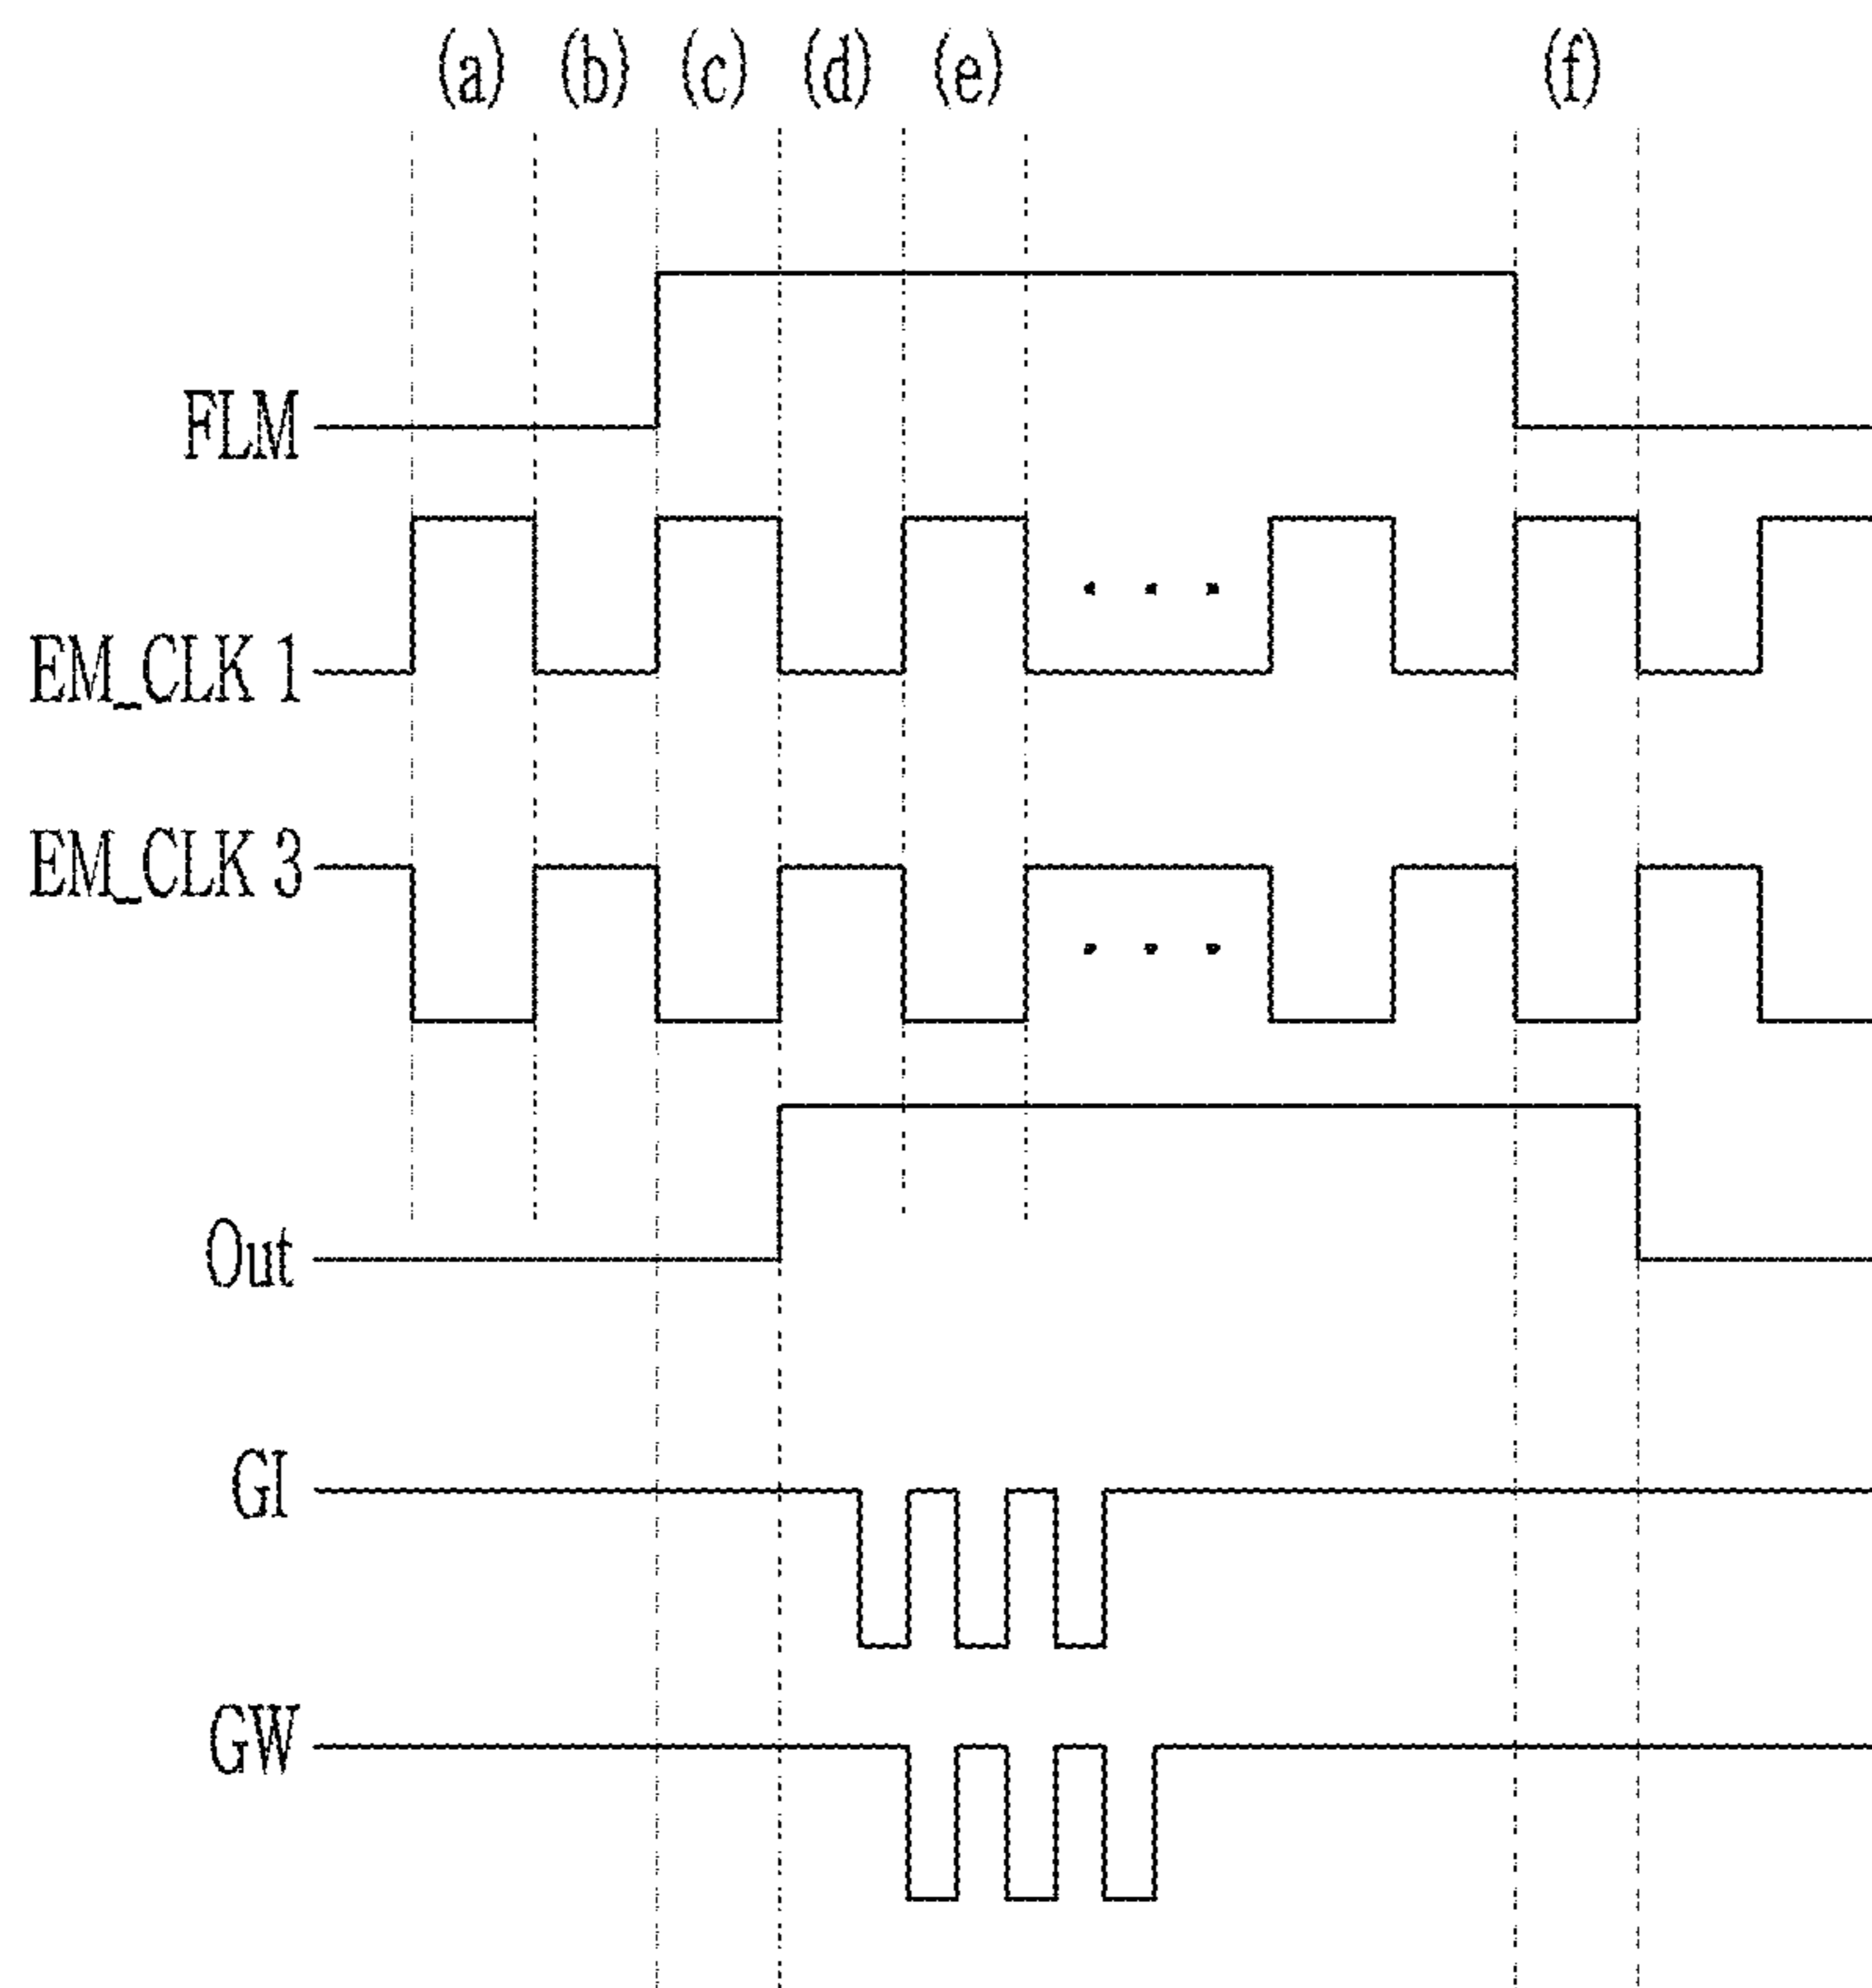 (a) (b) (c) (d) (e) (f)
FLM
EM_CLK 1
EM_CLK 3
Out
GI
GW